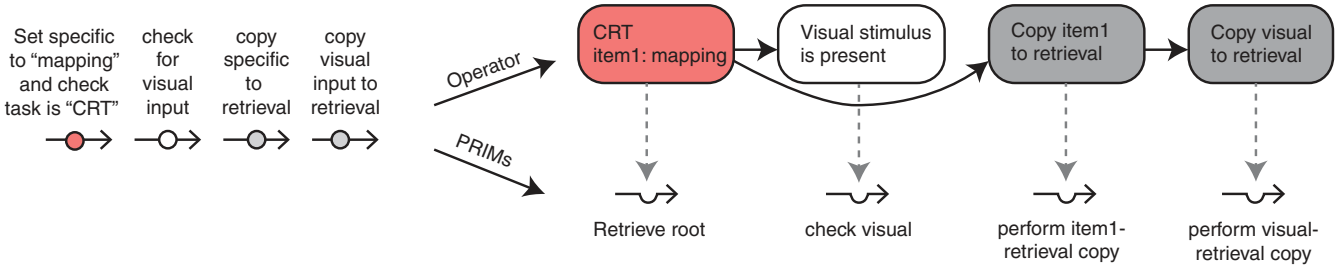 Set specific
to “mapping”
and check
task is “CRT”
check
for
visual
input
copy
specific
to
retrieval
copy
visual
input to
retrieval
Operator
PRIMs
CRT
item1: mapping
Visual stimulus
is present
Copy item1
to retrieval
Copy visual
to retrieval
Retrieve root
check visual
perform item1-
retrieval copy
perform visual-
retrieval copy